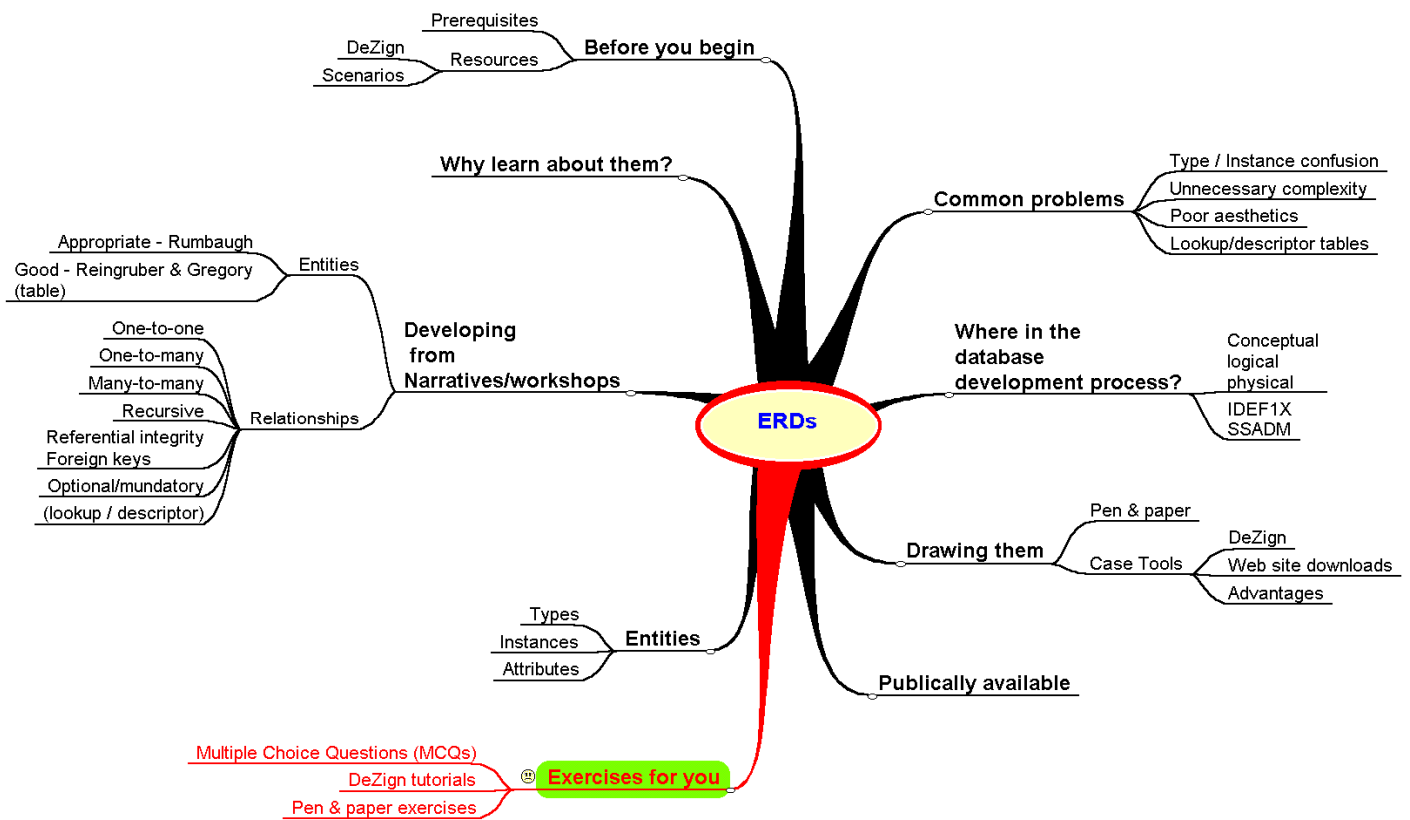 Prerequisites
Before you begin
DeZign
Resources
Scenarios
Why learn about them?
Common problems
Type / Instance confusion
Unnecessary complexity
Poor aesthetics
Lookup/descriptor tables
Appropriate - Rumbaugh
Entities
Good - Reingruber & Gregory
(table)
Developing
from
Narratives/workshops
One-to-one
One-to-many
Many-to-many
Recursive
Relationships
Referential integrity
Foreign keys
Optional/mundatory
(lookup / descriptor)
ERDs
Where in the
database
development process?
Conceptual
logical
physical
IDEF1X
SSADM
Drawing them
Pen & paper
Case Tools
DeZign
Web site downloads
Advantages
Types
Entities
Instances
Attributes
Publically available
Multiple Choice Questions (MCQs)
Exercises for you
DeZign tutorials
Pen & paper exercises